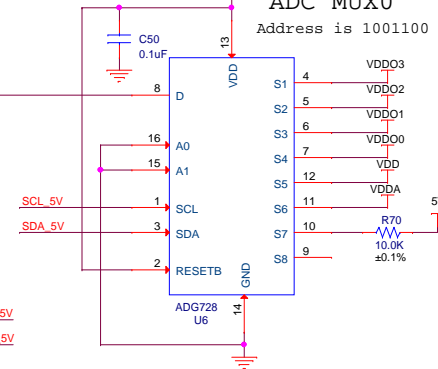 ADC MUX0
Address is 1001100
C50
0.1uF
13
VDD
8
D
16
A0
15
A1
SCL_5V
1
SCL
SDA_5V
3
SDA
2
RESETB
GND
14
ADG728
U6
S1
4
VDDO3
S2
5
VDDO2
S3
6
VDDO1
S4
7
VDDO0
S5
12
VDD
S6
11
VDDA
S7
10
R70
10.0K
±0.1%
S8
9
5V
5V